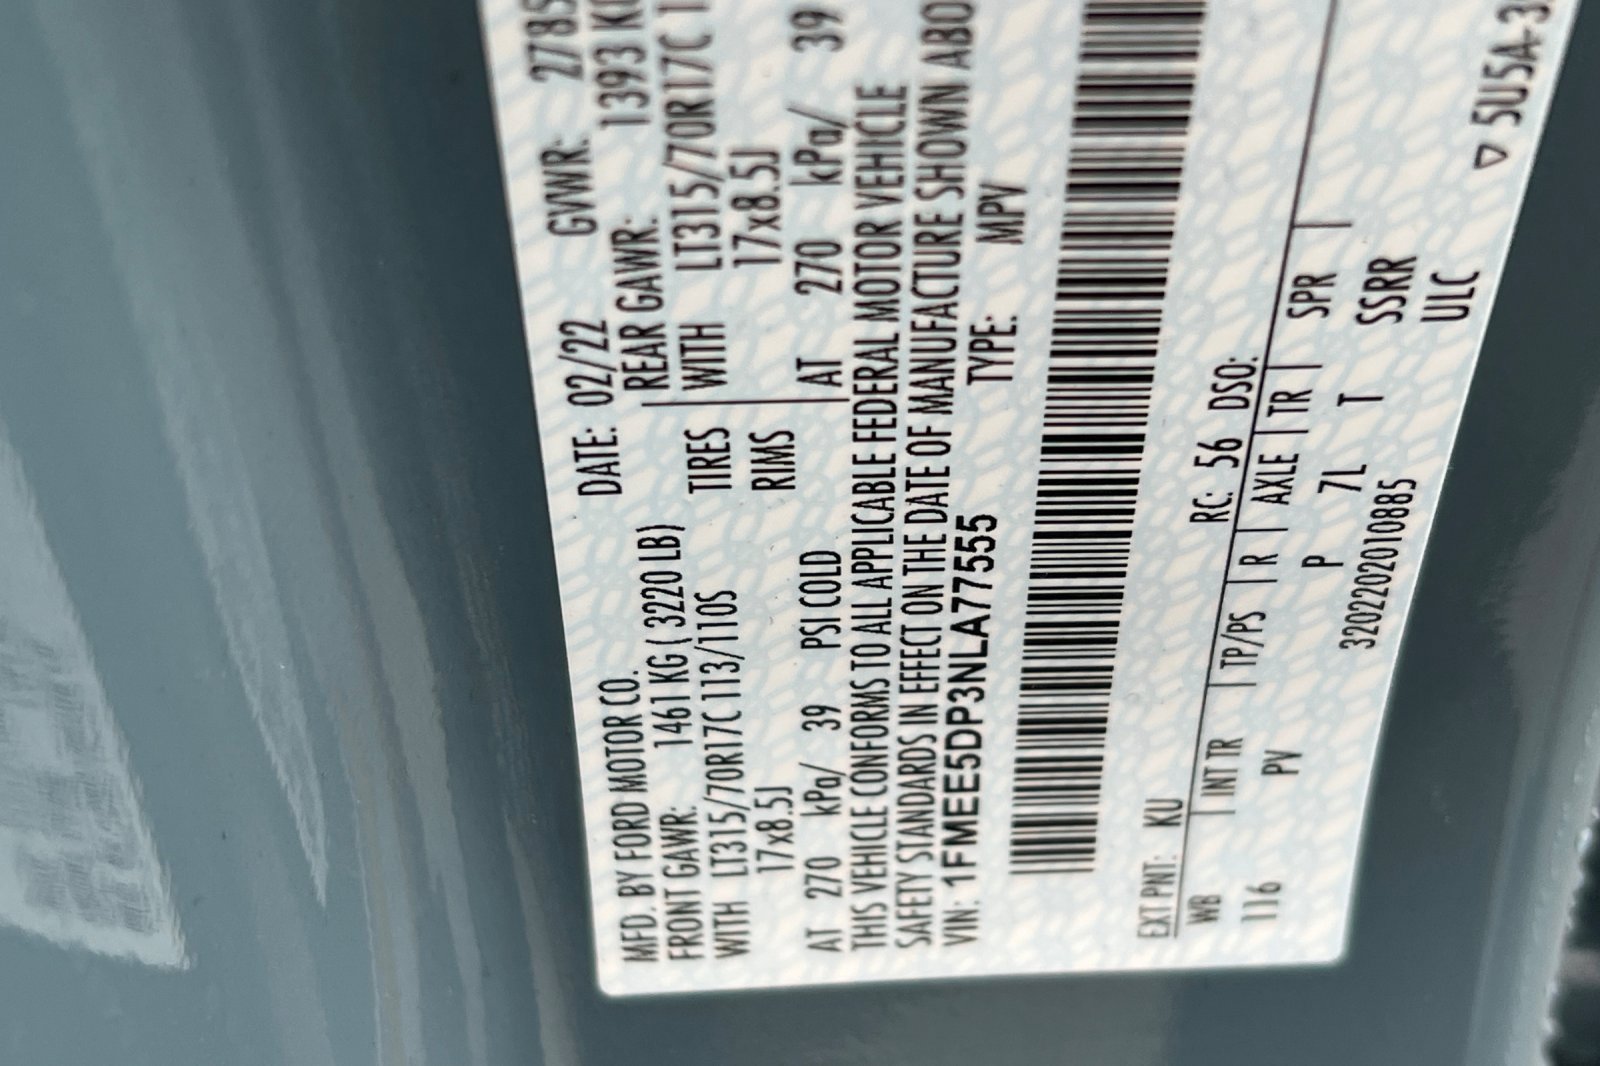 MFD. BY FORD MOTOR CO.
DATE: 02/22 GVWR: 2785
FRONT GAWR: 1461 KG ( 3220 LB)
REAR GAWR: 1393 KG
WITH LT315/70R17C 113/110S TIRES WITH LT315/70R17C
17x8.5J RIMS 17x8.5J
AT 270 kPa/ 39 PSI COLD AT 270 kPa/ 39
THIS VEHICLE CONFORMS TO ALL APPLICABLE FEDERAL MOTOR VEHICLE
SAFETY STANDARDS IN EFFECT ON THE DATE OF MANUFACTURE SHOWN ABO
VIN: 1FMEE5DP3NLA77555 TYPE: MPV
EXT PNT: KU RC: 56 DSO:
WB | INT TR | TP/PS | R | AXLE | TR | SPR |
116 PV P 7L T SSRR
3202202010885 ULC
▽ 5U5A-3